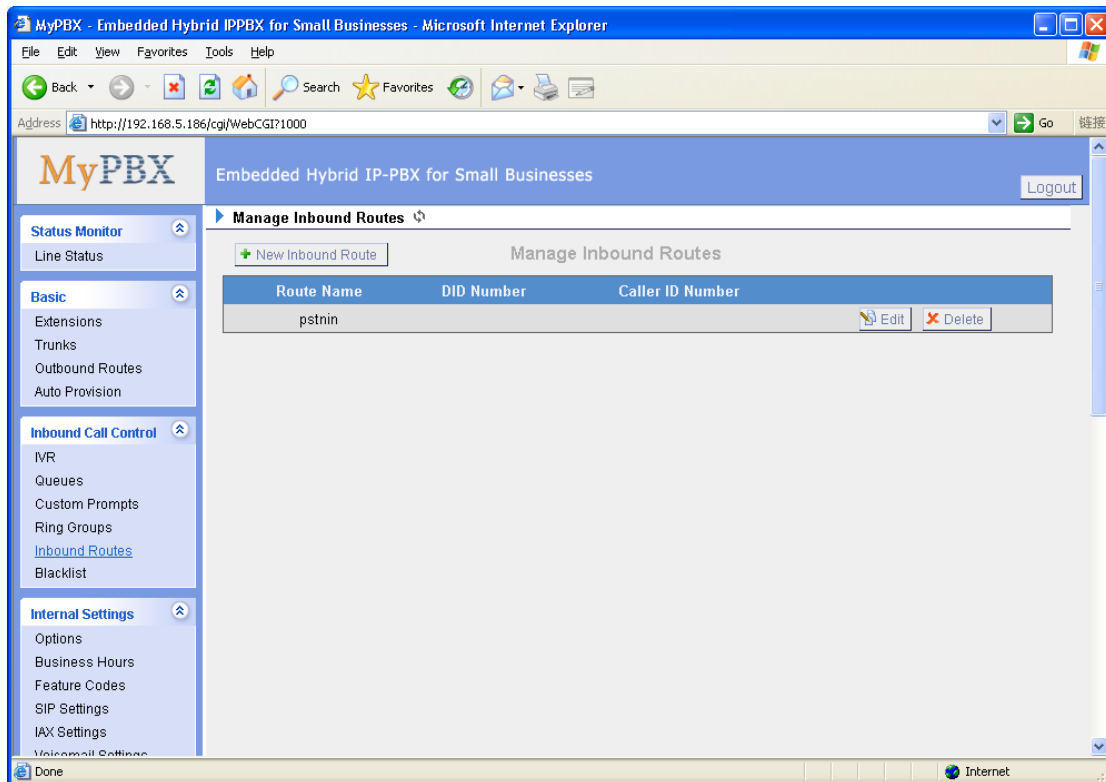 MyPBX - Embedded Hybrid IPPBX for Small Businesses - Microsoft Internet Explorer
File Edit View Favorites Tools Help
Back Search Favorites
Address http://192.168.5.186/cgi/WebCGI?1000 Go 链接
MyPBX
Embedded Hybrid IP-PBX for Small Businesses
Logout
Status Monitor
Line Status
Basic
Extensions
Trunks
Outbound Routes
Auto Provision
Inbound Call Control
IVR
Queues
Custom Prompts
Ring Groups
Inbound Routes
Blacklist
Internal Settings
Options
Business Hours
Feature Codes
SIP Settings
IAX Settings
Voicemail Settings
Manage Inbound Routes
New Inbound Route
Manage Inbound Routes
Route Name DID Number Caller ID Number
pstnin Edit Delete
Done Internet